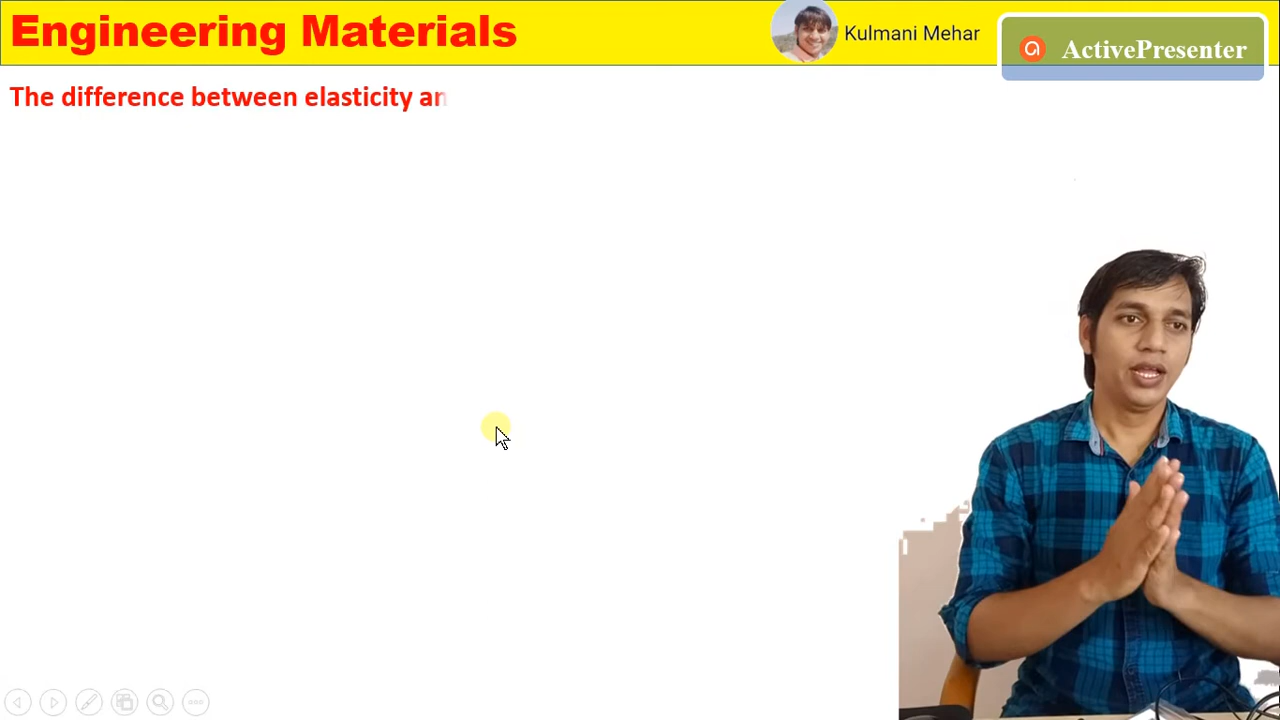 Engineering Materials
Kulmani Mehar
ActivePresenter
The difference between elasticity an